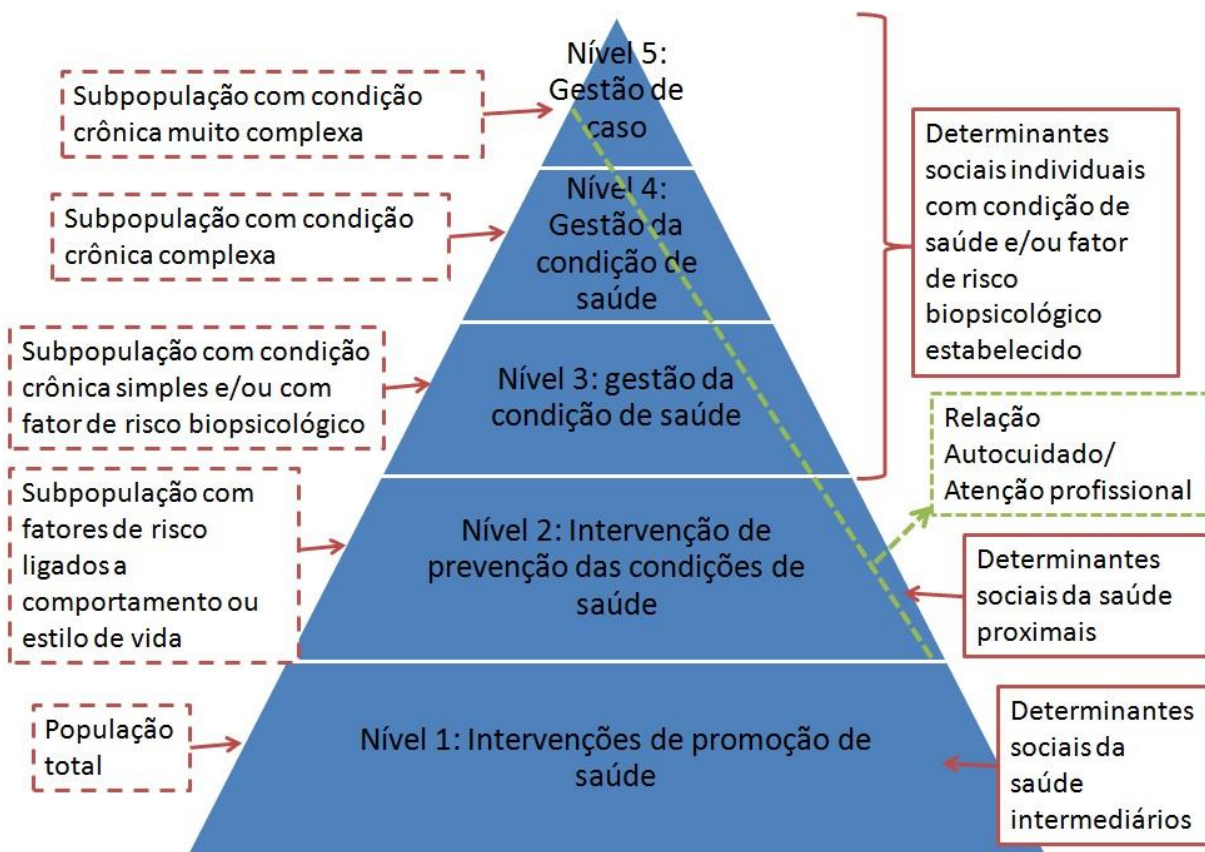 Nível 5:
Gestão de
caso
Nível 4:
Gestão da
condição de
saúde
Nível 3: gestão da
condição de saúde
Nível 2: Intervenção de
prevenção das condições de
saúde
Nível 1: Intervenções de promoção de
saúde
Subpopulação com condição
crônica muito complexa
Subpopulação com condição
crônica complexa
Subpopulação com condição
crônica simples e/ou com
fator de risco biopsicológico
Subpopulação com
fatores de risco
ligados a
comportamento ou
estilo de vida
População
total
Determinantes
sociais individuais
com condição de
saúde e/ou fator
de risco
biopsicológico
estabelecido
Relação
Autocuidado/
Atenção profissional
Determinantes
sociais da saúde
proximais
Determinantes
sociais da
saúde
intermediários